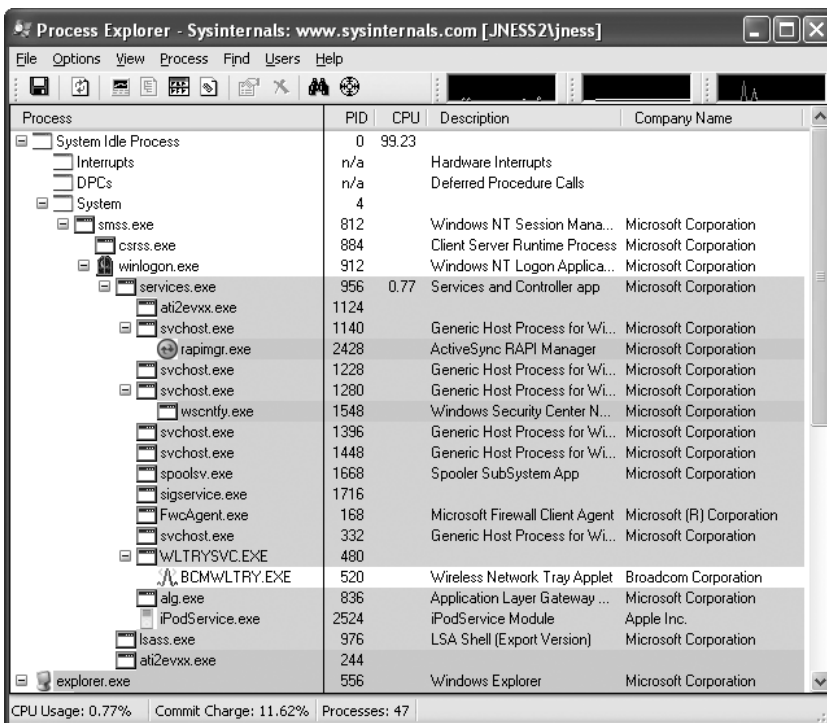 Process Explorer - Sysinternals: www.sysinternals.com [JNESS2\jness]
File Options View Process Find Users Help
Process PID CPU Description Company Name
System Idle Process 0 99.23
Interrupts n/a Hardware Interrupts
DPCs n/a Deferred Procedure Calls
System 4
smss.exe 812 Windows NT Session Mana... Microsoft Corporation
csrss.exe 884 Client Server Runtime Process Microsoft Corporation
winlogon.exe 912 Windows NT Logon Applica... Microsoft Corporation
services.exe 956 0.77 Services and Controller app Microsoft Corporation
ati2evxx.exe 1124
svchost.exe 1140 Generic Host Process for Wi... Microsoft Corporation
rapimgr.exe 2428 ActiveSync RAPI Manager Microsoft Corporation
svchost.exe 1228 Generic Host Process for Wi... Microsoft Corporation
svchost.exe 1280 Generic Host Process for Wi... Microsoft Corporation
wscntfy.exe 1548 Windows Security Center N... Microsoft Corporation
svchost.exe 1396 Generic Host Process for Wi... Microsoft Corporation
svchost.exe 1448 Generic Host Process for Wi... Microsoft Corporation
spoolsv.exe 1668 Spooler SubSystem App Microsoft Corporation
sigservice.exe 1716
FwcAgent.exe 168 Microsoft Firewall Client Agent Microsoft (R) Corporation
svchost.exe 332 Generic Host Process for Wi... Microsoft Corporation
WLTRYSVC.EXE 480
BCMWLTRY.EXE 520 Wireless Network Tray Applet Broadcom Corporation
alg.exe 836 Application Layer Gateway ... Microsoft Corporation
iPodService.exe 2524 iPodService Module Apple Inc.
lsass.exe 976 LSA Shell (Export Version) Microsoft Corporation
ati2evxx.exe 244
explorer.exe 556 Windows Explorer Microsoft Corporation
CPU Usage: 0.77% Commit Charge: 11.62% Processes: 47